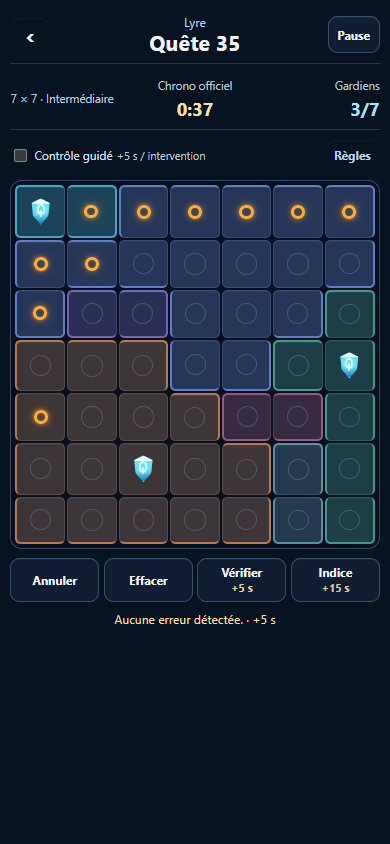 Lyre
Quête 35
Pause
7 × 7 · Intermédiaire
Chrono officiel
0:37
Gardiens
3/7
Contrôle guidé +5 s / intervention
Règles
Annuler
Effacer
Vérifier
+5 s
Indice
+15 s
Aucune erreur détectée. · +5 s